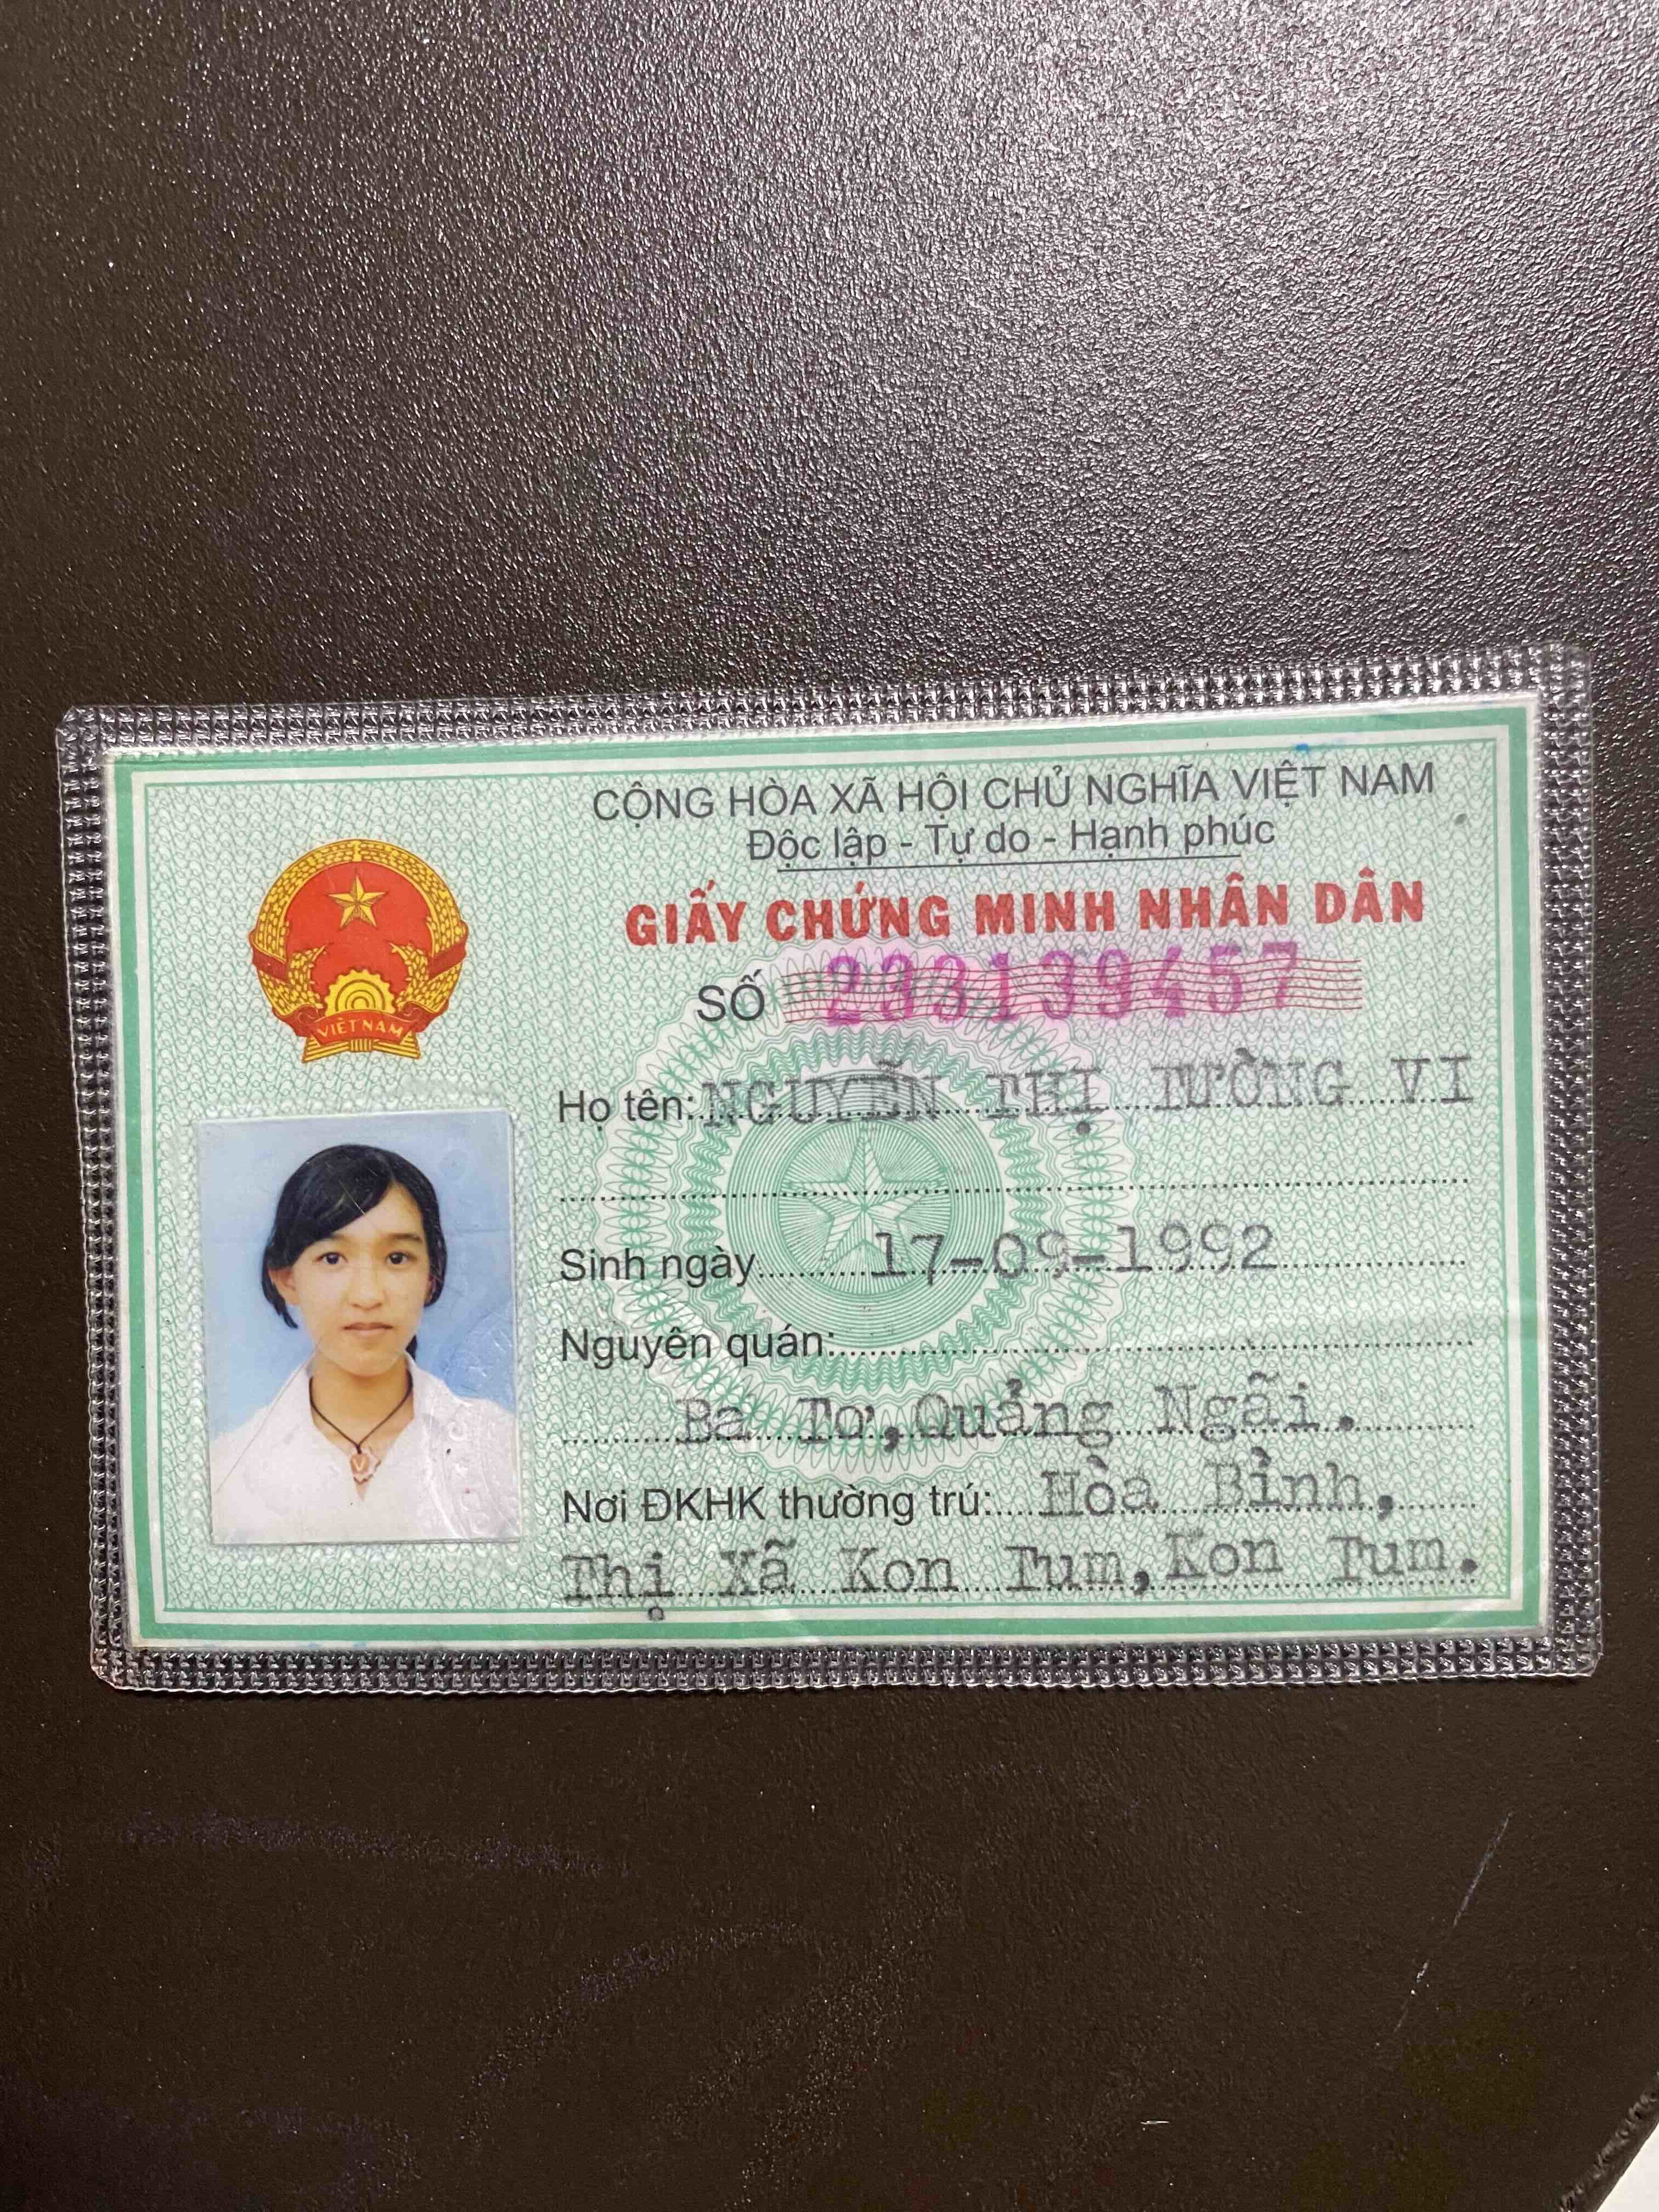 CỘNG HÒA XÃ HỘI CHỦ NGHĨA VIỆT NAM
Độc lập - Tự do - Hạnh phúc
GIẤY CHỨNG MINH NHÂN DÂN
SỐ 233139457
VIỆT NAM
Họ tên: NGUYỄN THỊ TƯỜNG VI
Sinh ngày 17-09-1992
Nguyên quán:
Ba Tơ, Quảng Ngãi.
Nơi ĐKHK thường trú: Hòa Bình,
Thị Xã Kon Tum, Kon Tum.